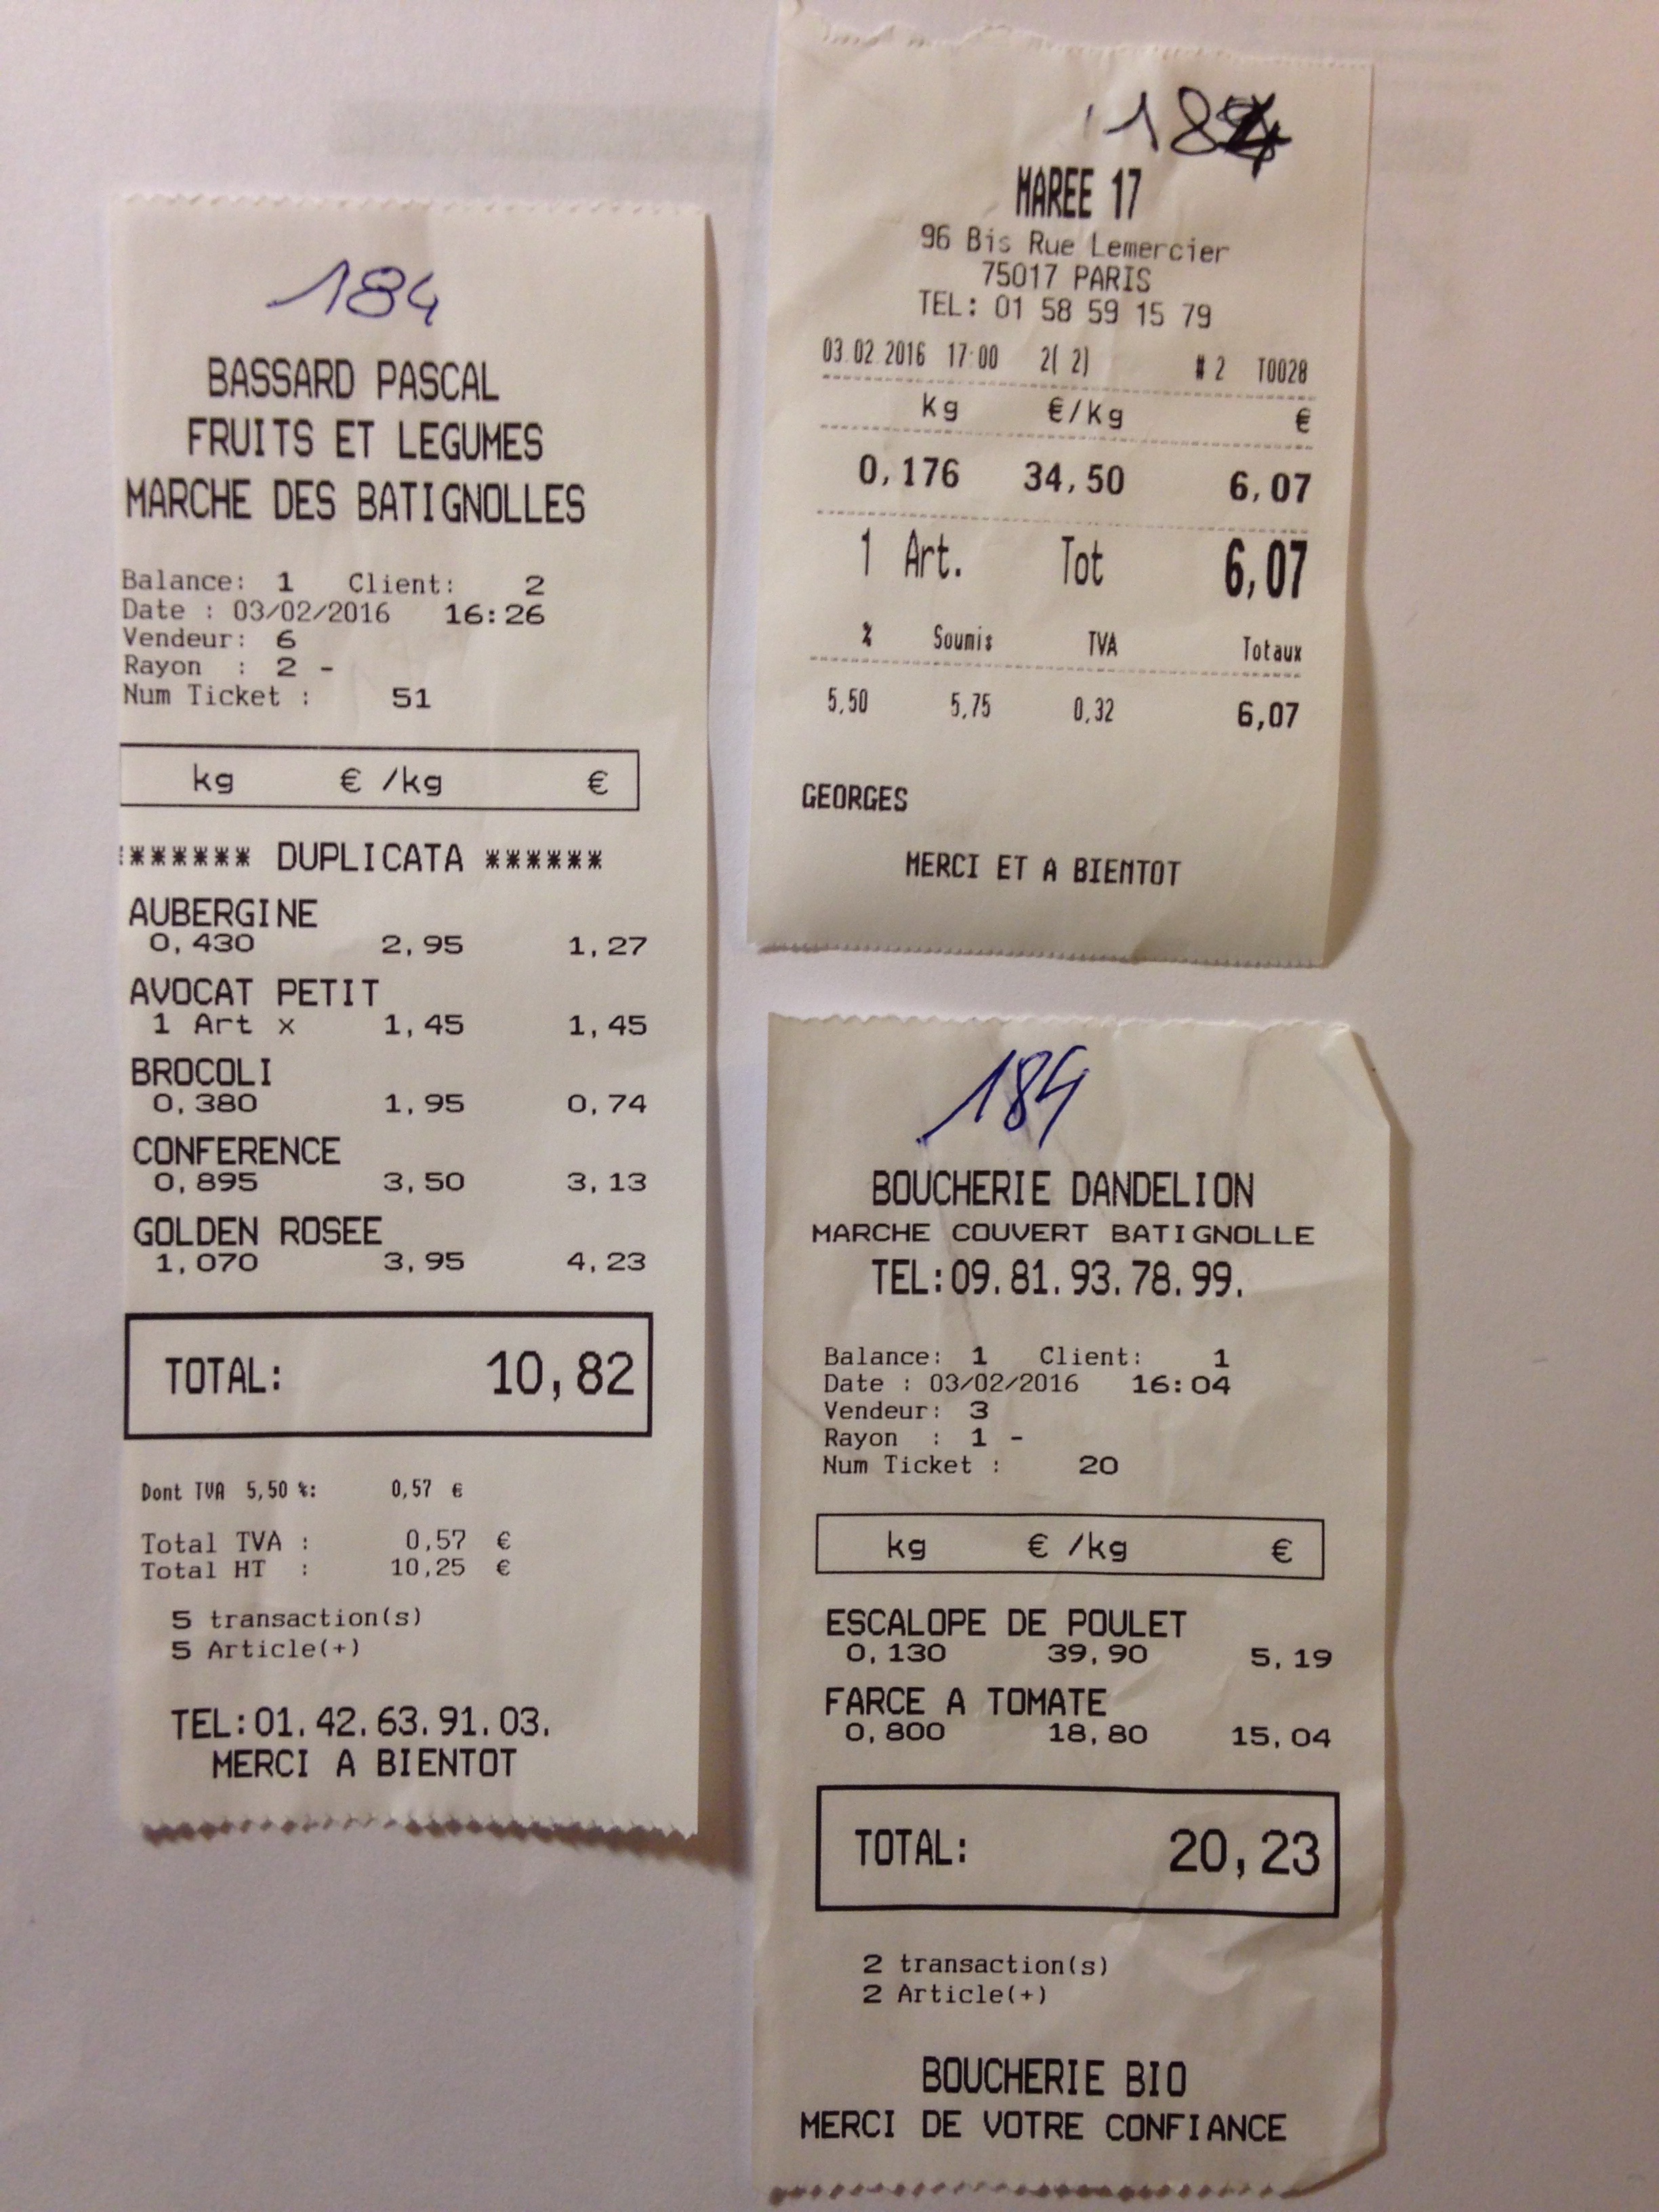 184
BASSARD PASCAL
FRUITS ET LEGUMES
MARCHE DES BATIGNOLLES
Balance: 1 Client: 2
Date : 03/02/2016 16:26
Vendeur: 6
Rayon : 2 -
Num Ticket : 51
kg € /kg €
******* DUPLICATA ******
AUBERGINE
0,430 2,95 1,27
AVOCAT PETIT
1 Art x 1,45 1,45
BROCOLI
0,380 1,95 0,74
CONFERENCE
0,895 3,50 3,13
GOLDEN ROSEE
1,070 3,95 4,23
TOTAL: 10,82
Dont TVA 5,50 %: 0,57 €
Total TVA : 0,57 €
Total HT : 10,25 €
5 transaction(s)
5 Article(+)
TEL:01.42.63.91.03.
MERCI A BIENTOT
184
MAREE 17
96 Bis Rue Lemercier
75017 PARIS
TEL: 01 58 59 15 79
03.02.2016 17:00 2( 2) # 2 T0028
kg €/kg €
0,176 34,50 6,07
1 Art. Tot 6,07
% Soumis TVA Totaux
5,50 5,75 0,32 6,07
GEORGES
MERCI ET A BIENTOT
184
BOUCHERIE DANDELION
MARCHE COUVERT BATIGNOLLE
TEL:09.81.93.78.99.
Balance: 1 Client: 1
Date : 03/02/2016 16:04
Vendeur: 3
Rayon : 1 -
Num Ticket : 20
kg € /kg €
ESCALOPE DE POULET
0,130 39,90 5,19
FARCE A TOMATE
0,800 18,80 15,04
TOTAL: 20,23
2 transaction(s)
2 Article(+)
BOUCHERIE BIO
MERCI DE VOTRE CONFIANCE